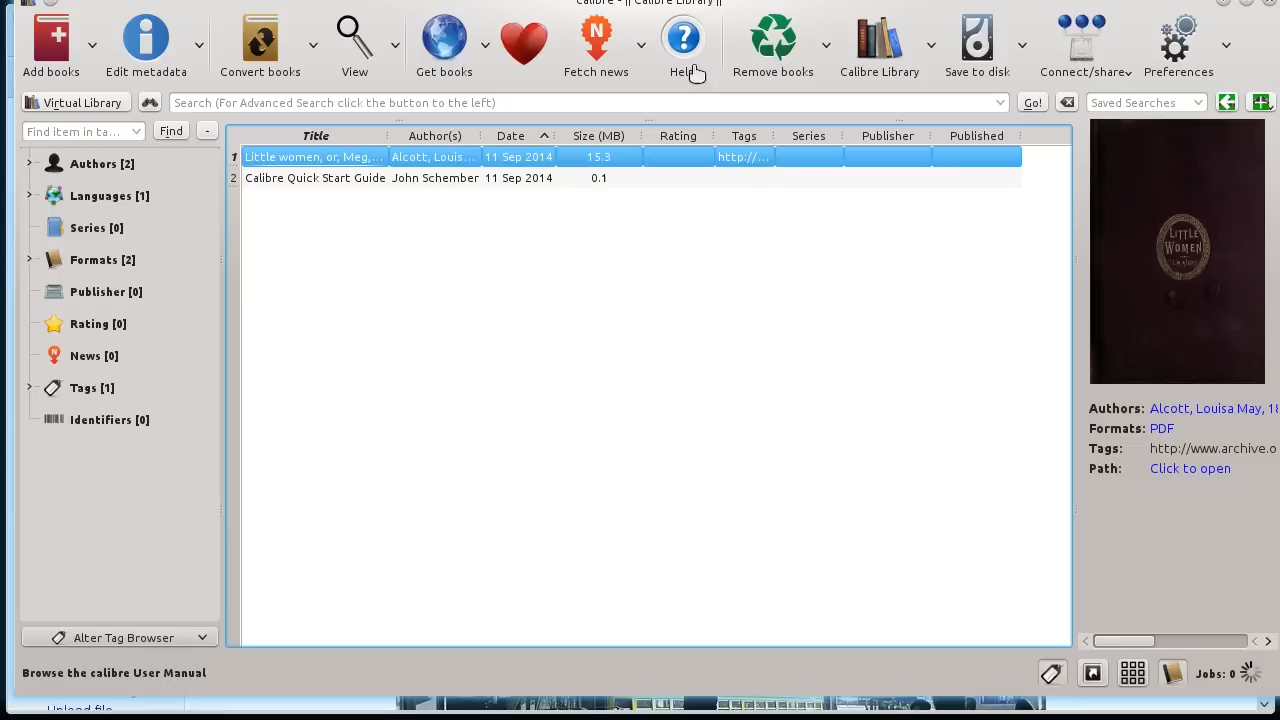 Calibre - || Calibre Library ||
Add books
Edit metadata
Convert books
View
Get books
N
Fetch news
?
Help
Remove books
Calibre Library
Save to disk
Connect/share
Preferences
Virtual Library
Search (For Advanced Search click the button to the left)
Go!
Saved Searches
Find item in ta...
Find
-
Title Author(s) Date Size (MB) Rating Tags Series Publisher Published
1 Little women, or, Meg,... Alcott, Louis... 11 Sep 2014 15.3 http://...
2 Calibre Quick Start Guide John Schember 11 Sep 2014 0.1
Authors [2]
Languages [1]
Series [0]
Formats [2]
Publisher [0]
Rating [0]
News [0]
Tags [1]
Identifiers [0]
LITTLE
WOMEN
Authors: Alcott, Louisa May, 18
Formats: PDF
Tags: http://www.archive.o
Path: Click to open
Alter Tag Browser
Browse the calibre User Manual
Jobs: 0
Upload file